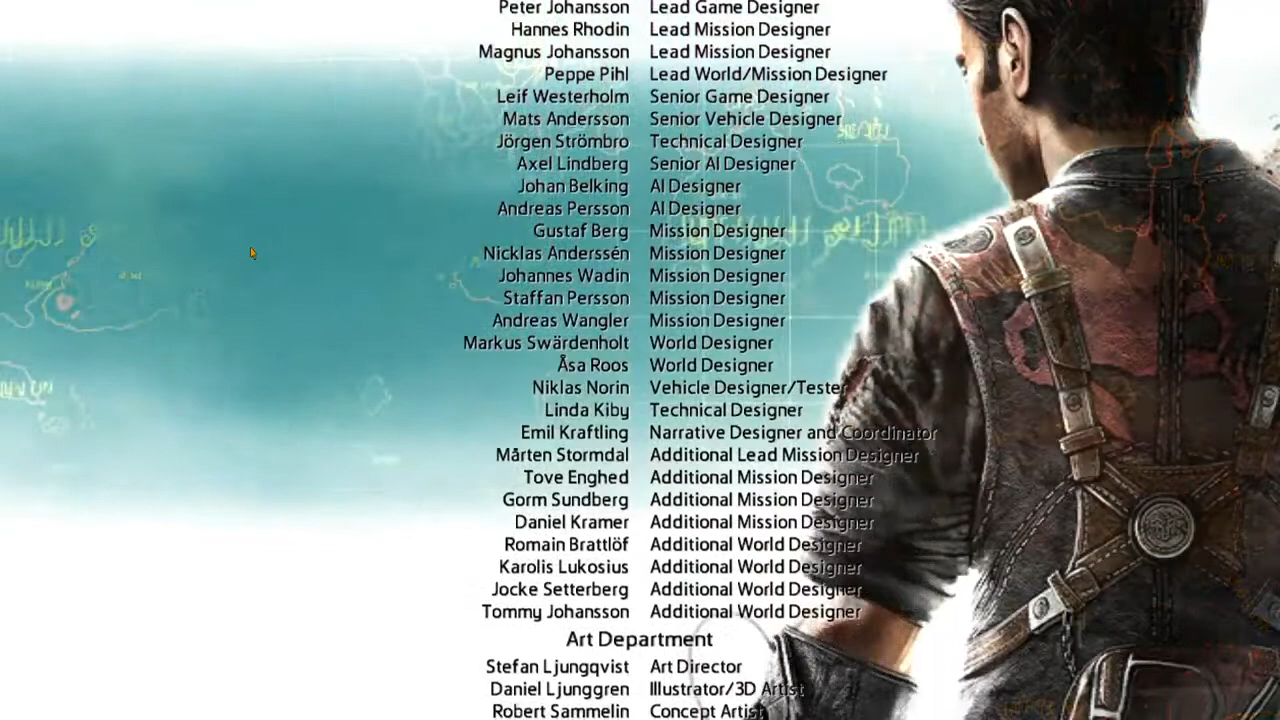 Peter Johansson Lead Game Designer
Hannes Rhodin Lead Mission Designer
Magnus Johansson Lead Mission Designer
Peppe Pihl Lead World/Mission Designer
Leif Westerholm Senior Game Designer
Mats Andersson Senior Vehicle Designer
Jörgen Strömbro Technical Designer
Axel Lindberg Senior AI Designer
Johan Belking AI Designer
Andreas Persson AI Designer
Gustaf Berg Mission Designer
Nicklas Anderssén Mission Designer
Johannes Wadin Mission Designer
Staffan Persson Mission Designer
Andreas Wangler Mission Designer
Markus Swärdenholt World Designer
Åsa Roos World Designer
Niklas Norin Vehicle Designer/Tester
Linda Kiby Technical Designer
Emil Kraftling Narrative Designer and Coordinator
Mårten Stormdal Additional Lead Mission Designer
Tove Enghed Additional Mission Designer
Gorm Sundberg Additional Mission Designer
Daniel Kramer Additional Mission Designer
Romain Brattlöf Additional World Designer
Karolis Lukosius Additional World Designer
Jocke Setterberg Additional World Designer
Tommy Johansson Additional World Designer
Art Department
Stefan Ljungqvist Art Director
Daniel Ljunggren Illustrator/3D Artist
Robert Sammelin Concept Artist